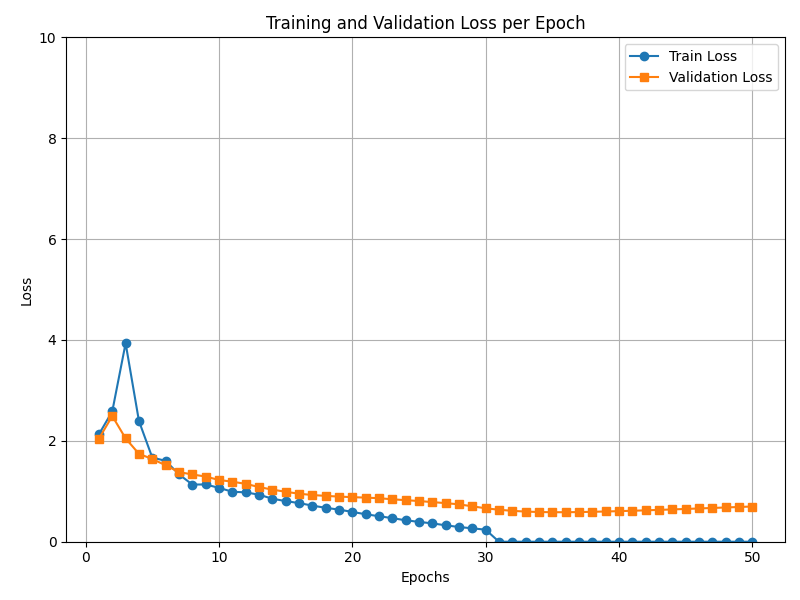 Training and Validation Loss per Epoch
Train Loss
Validation Loss
10
8
6
4
2
0
Loss
0 10 20 30 40 50
Epochs